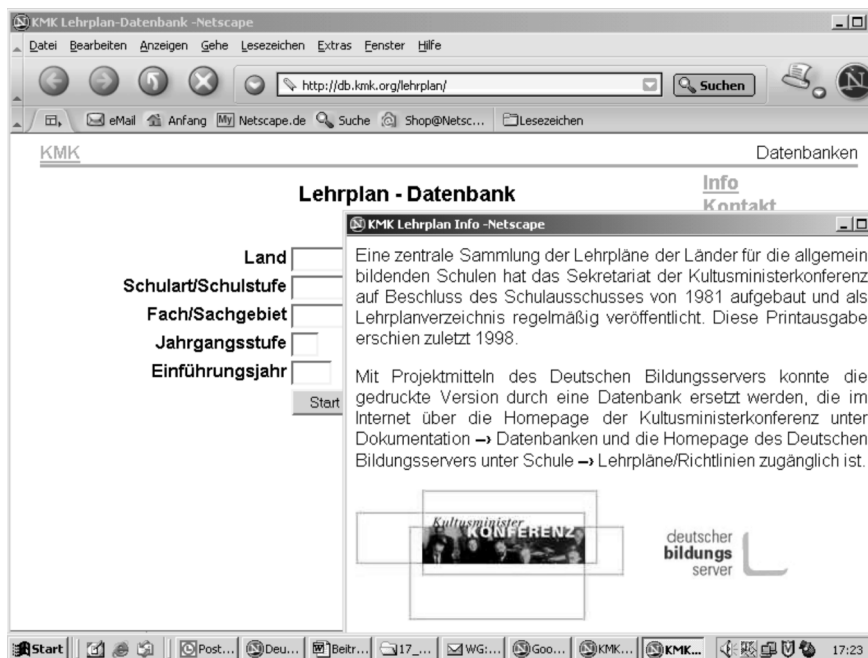 KMK Lehrplan-Datenbank -Netscape
Datei Bearbeiten Anzeigen Gehe Lesezeichen Extras Fenster Hilfe
http://db.kmk.org/lehrplan/
Suchen
eMail Anfang My Netscape.de Suche Shop@Netsc... Lesezeichen
KMK Datenbanken
Lehrplan - Datenbank
Info
Kontakt
KMK Lehrplan Info -Netscape
Land
Schulart/Schulstufe
Fach/Sachgebiet
Jahrgangsstufe
Einführungsjahr
Start
Eine zentrale Sammlung der Lehrpläne der Länder für die allgemein
bildenden Schulen hat das Sekretariat der Kultusministerkonferenz
auf Beschluss des Schulausschusses von 1981 aufgebaut und als
Lehrplanverzeichnis regelmäßig veröffentlicht. Diese Printausgabe
erschien zuletzt 1998.
Mit Projektmitteln des Deutschen Bildungsservers konnte die
gedruckte Version durch eine Datenbank ersetzt werden, die im
Internet über die Homepage der Kultusministerkonferenz unter
Dokumentation –› Datenbanken und die Homepage des Deutschen
Bildungsservers unter Schule –› Lehrpläne/Richtlinien zugänglich ist.
Kultusminister
KONFERENZ
deutscher
bildungs
server
Start Post... Deu... Beitr... 17_... WG:... Goo... KMK... KMK... 17:23